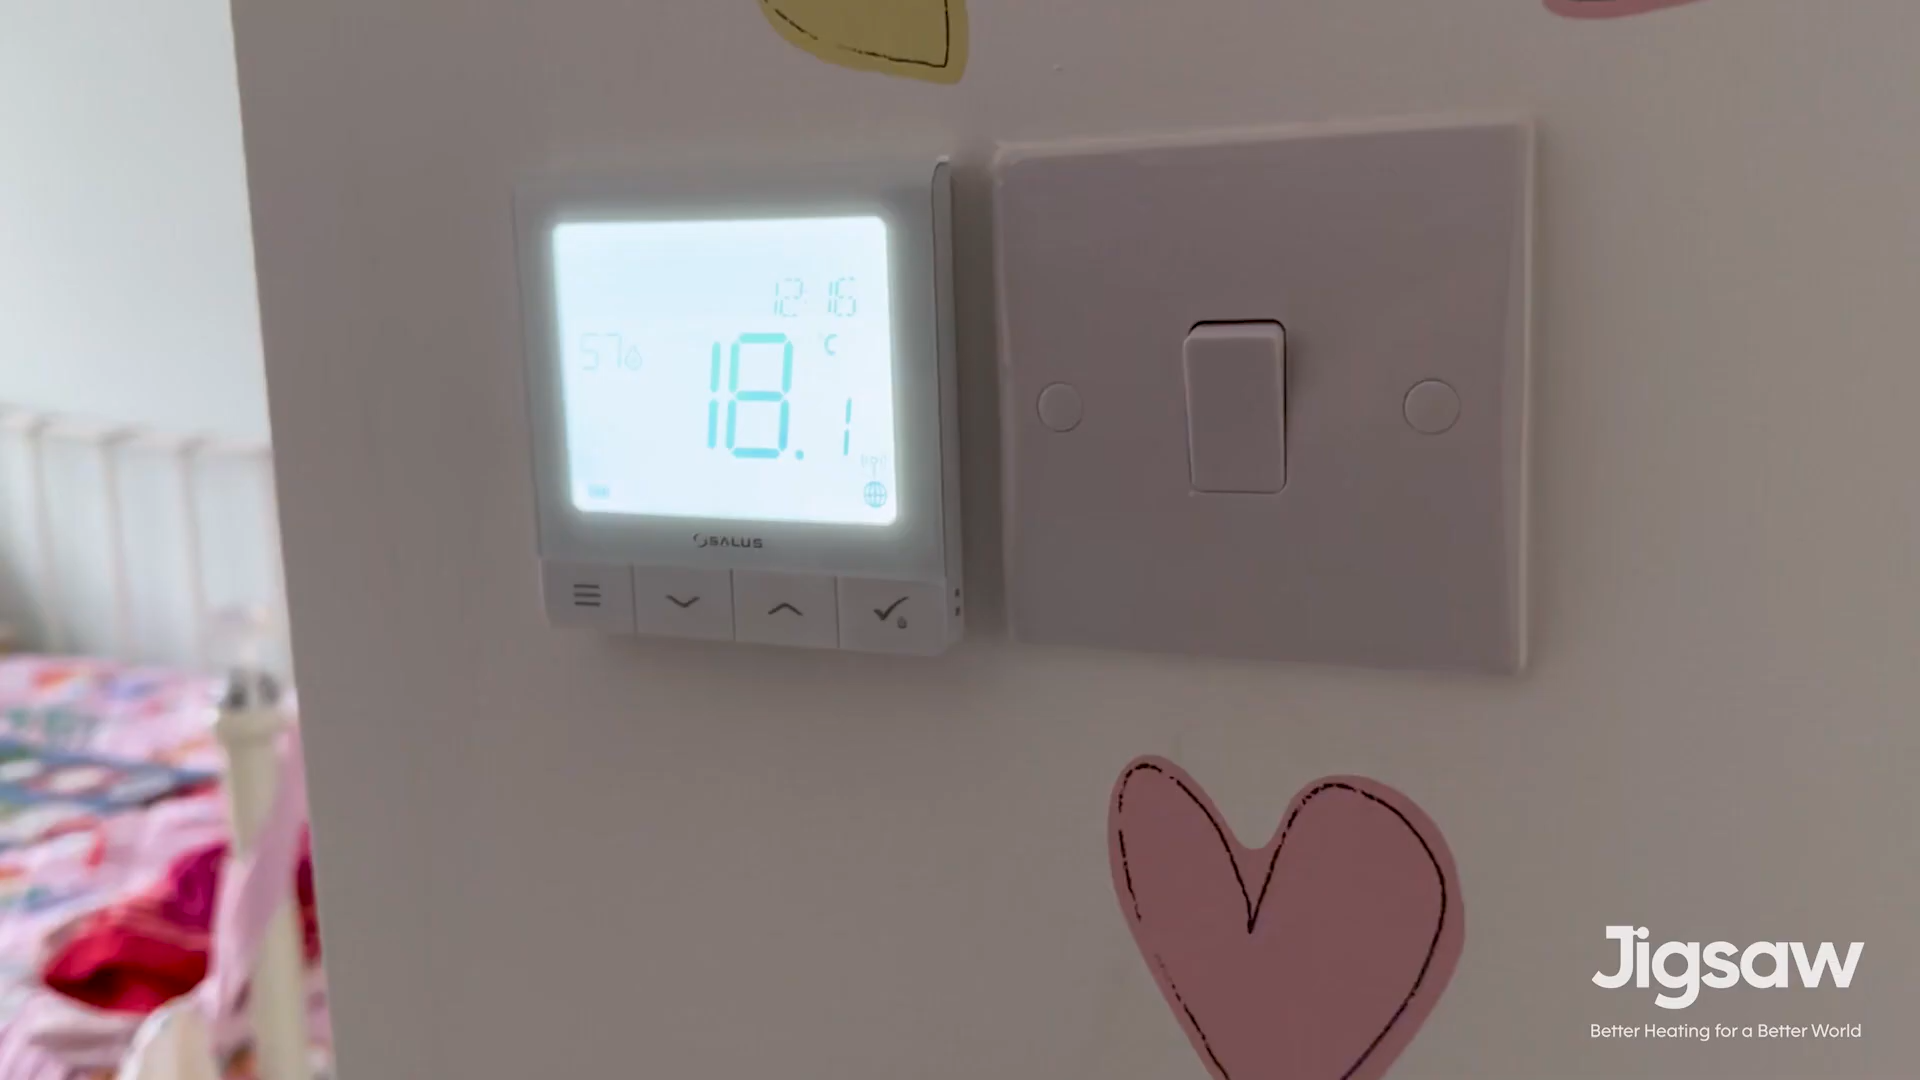 12:16
57
°C
18.1
SALUS
Jigsaw
Better Heating for a Better World